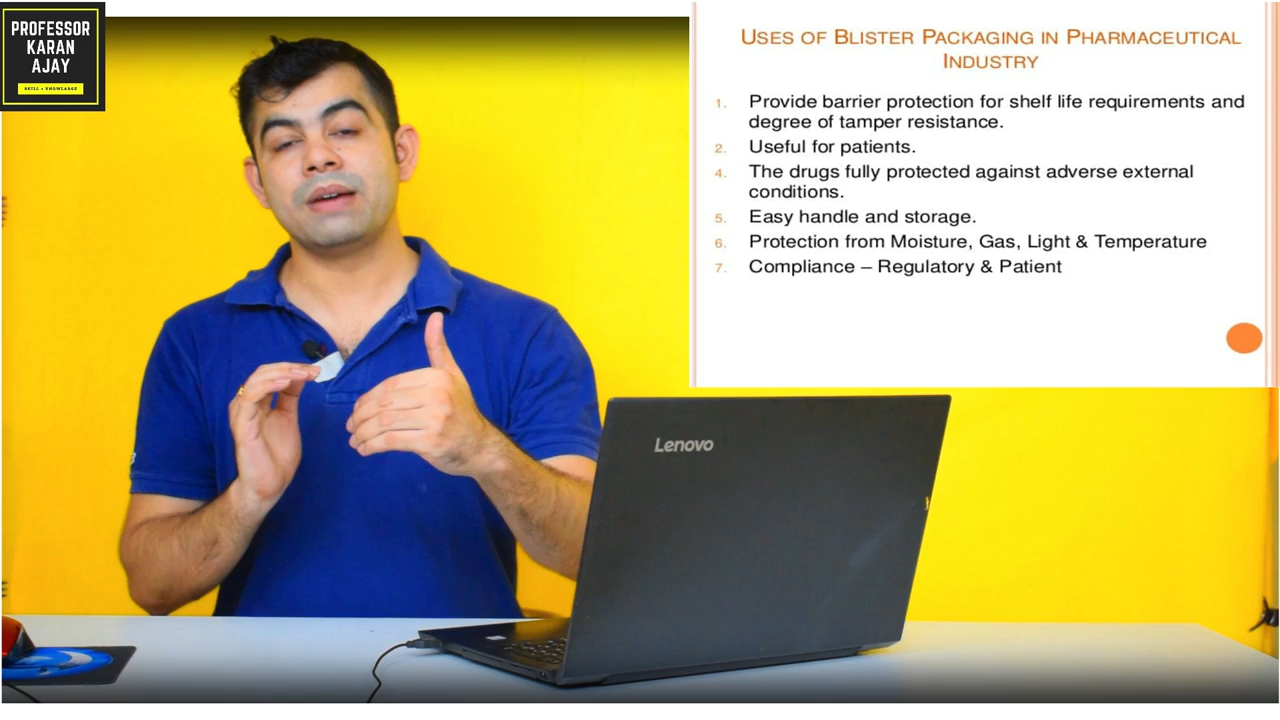 PROFESSOR
KARAN
AJAY
SKILL + KNOWLEDGE
USES OF BLISTER PACKAGING IN PHARMACEUTICAL
INDUSTRY
1. Provide barrier protection for shelf life requirements and
degree of tamper resistance.
2. Useful for patients.
4. The drugs fully protected against adverse external
conditions.
5. Easy handle and storage.
6. Protection from Moisture, Gas, Light & Temperature
7. Compliance – Regulatory & Patient
Lenovo